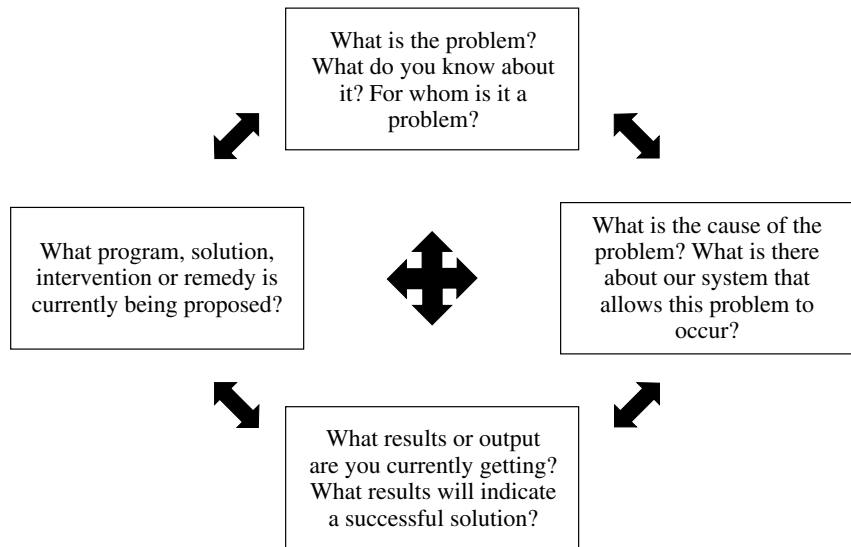 What is the problem?
What do you know about
it? For whom is it a
problem?
What program, solution,
intervention or remedy is
currently being proposed?
What is the cause of the
problem? What is there
about our system that
allows this problem to
occur?
What results or output
are you currently getting?
What results will indicate
a successful solution?